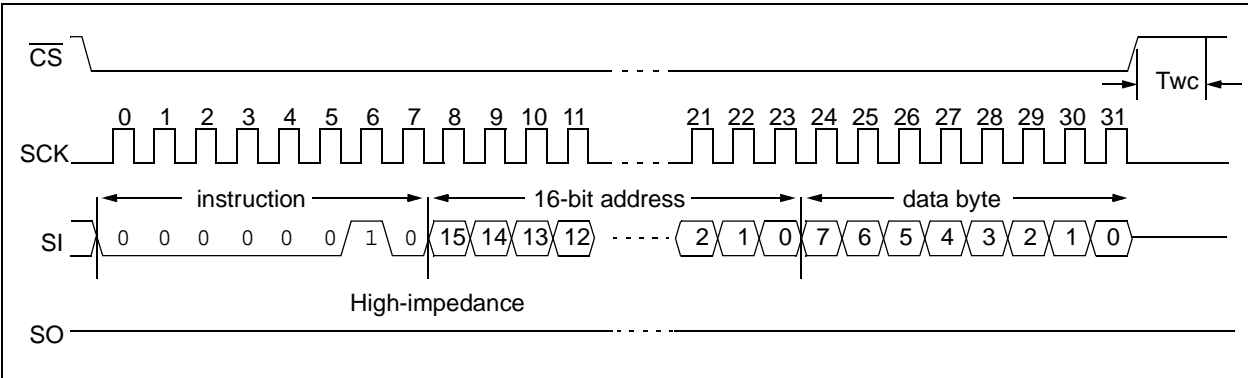 CS
Twc
0 1 2 3 4 5 6 7 8 9 10 11 21 22 23 24 25 26 27 28 29 30 31
SCK
instruction 16-bit address data byte
SI 0 0 0 0 0 0 1 0 15 14 13 12 2 1 0 7 6 5 4 3 2 1 0
High-impedance
SO